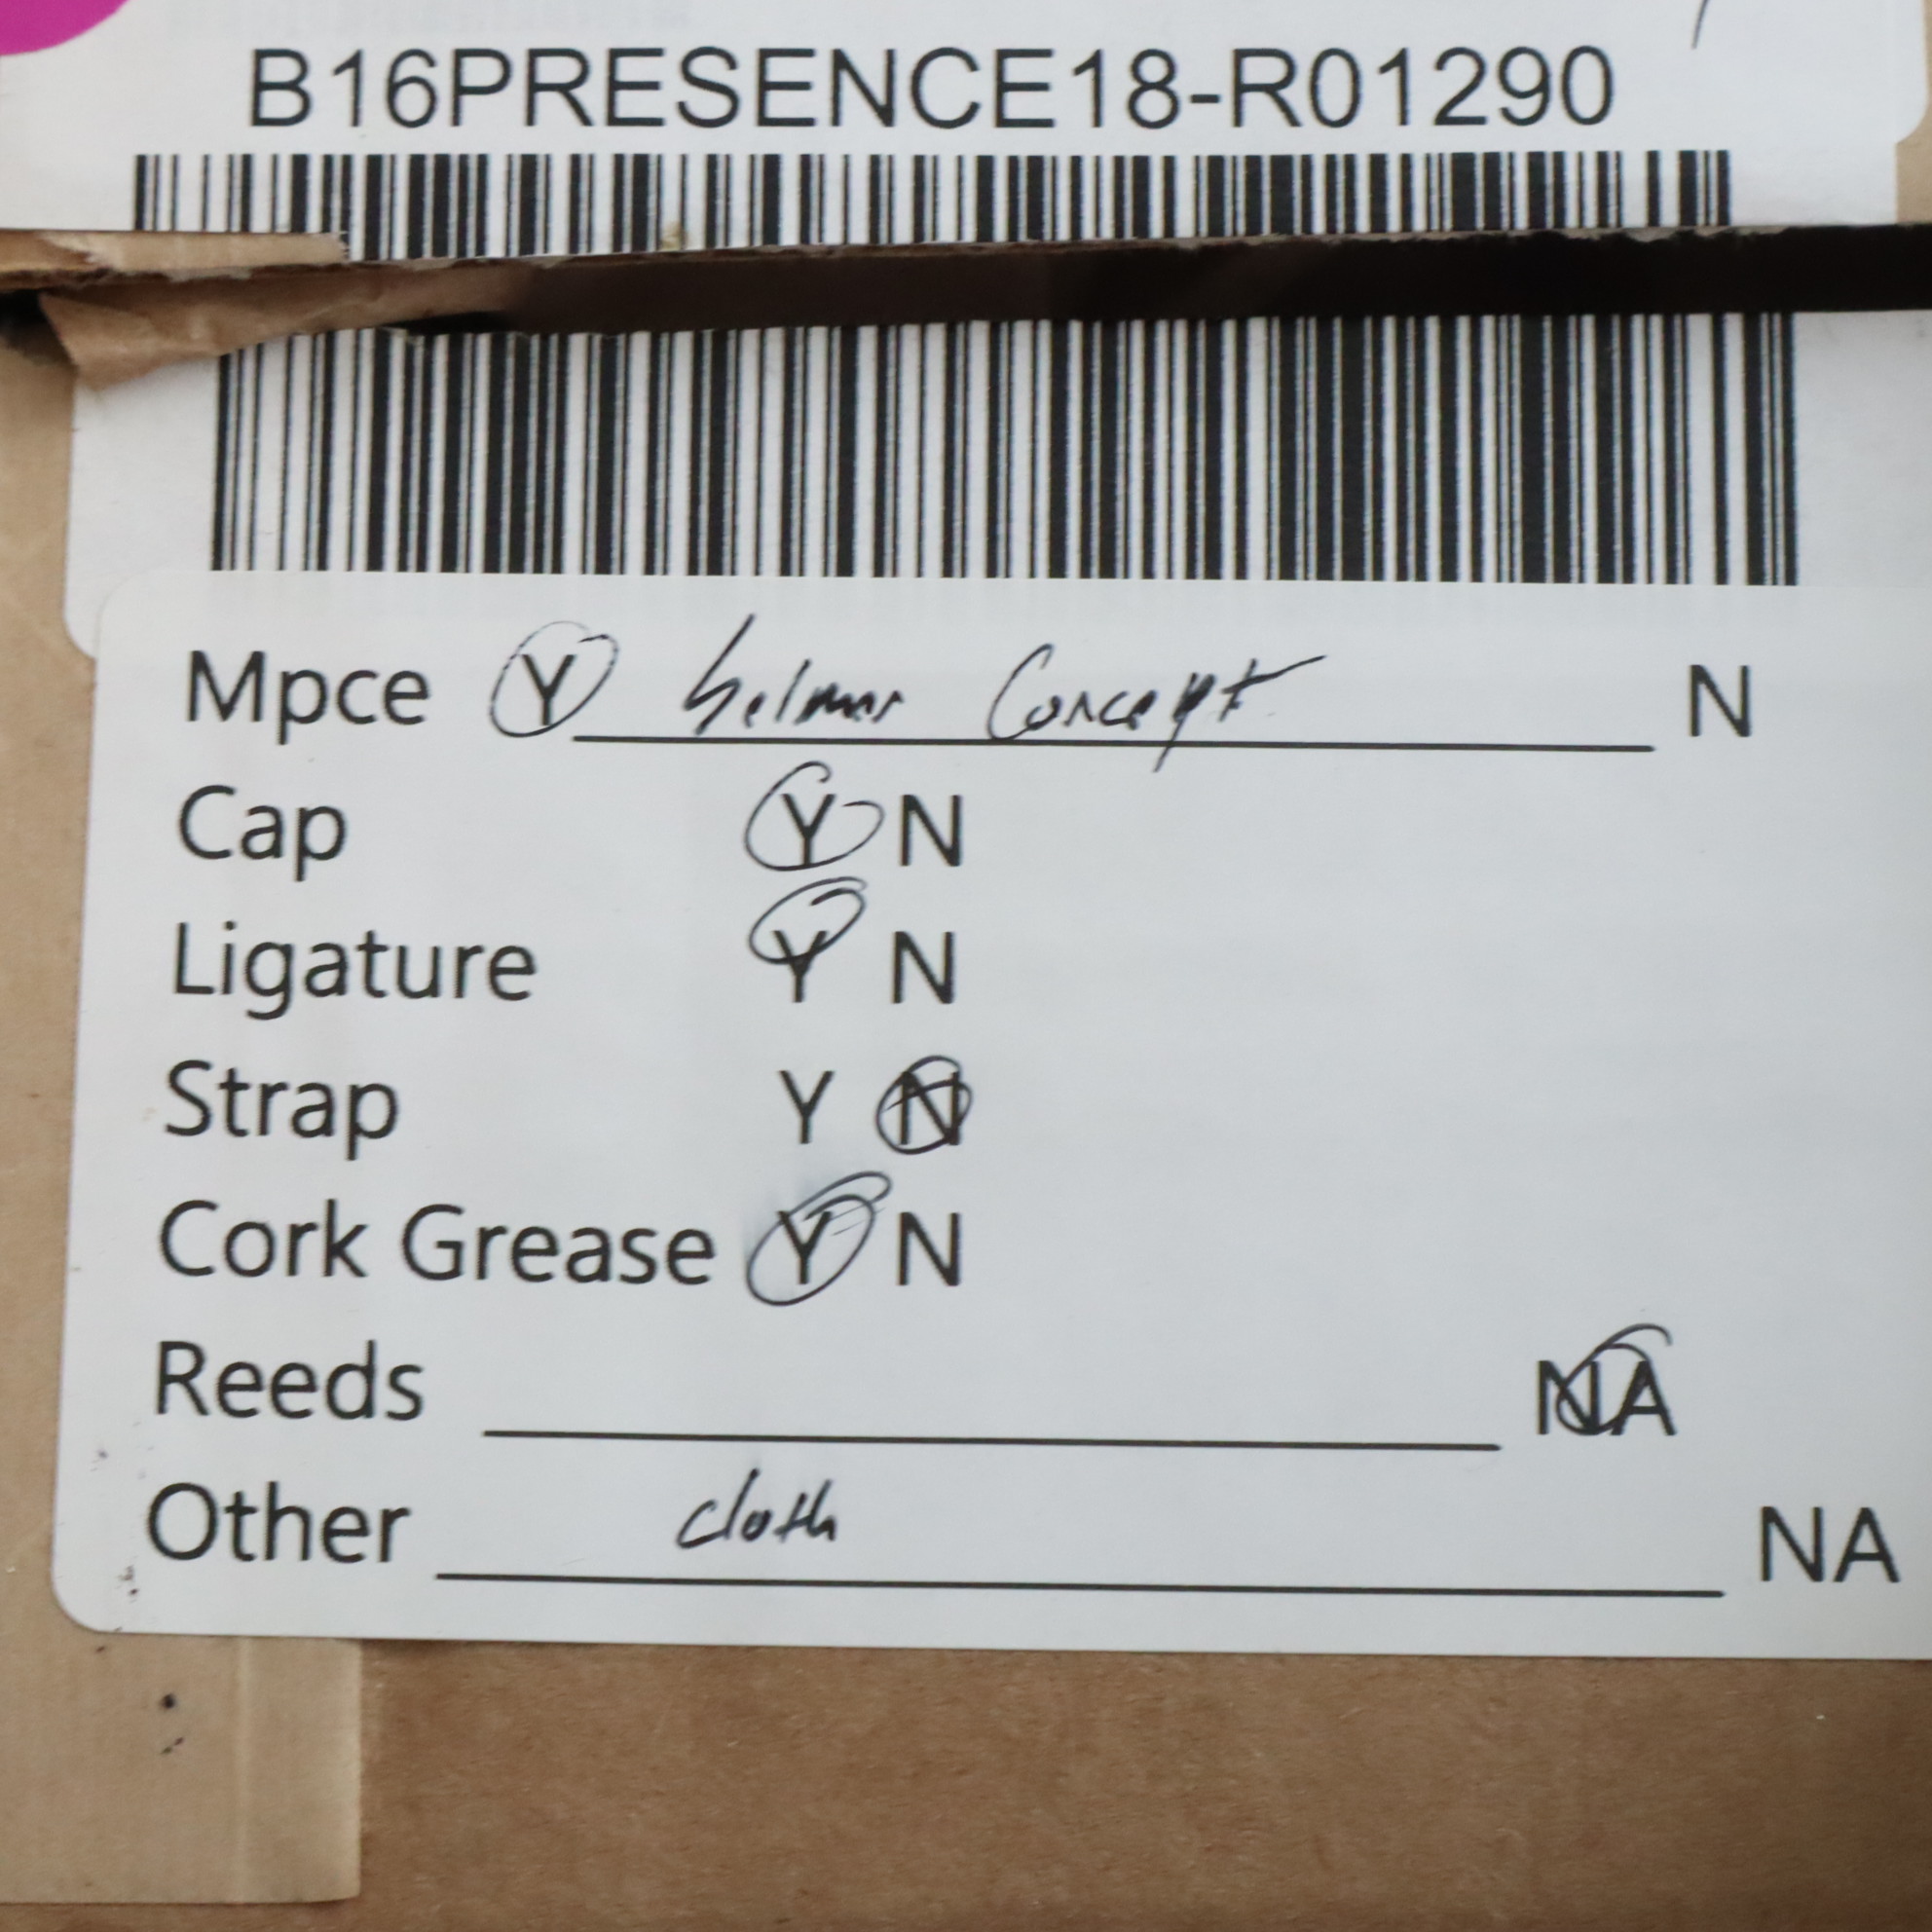 B16PRESENCE18-R01290
Mpce Y Selmer Concept N
Cap Y N
Ligature Y N
Strap Y N
Cork Grease Y N
Reeds NA
Other cloth NA